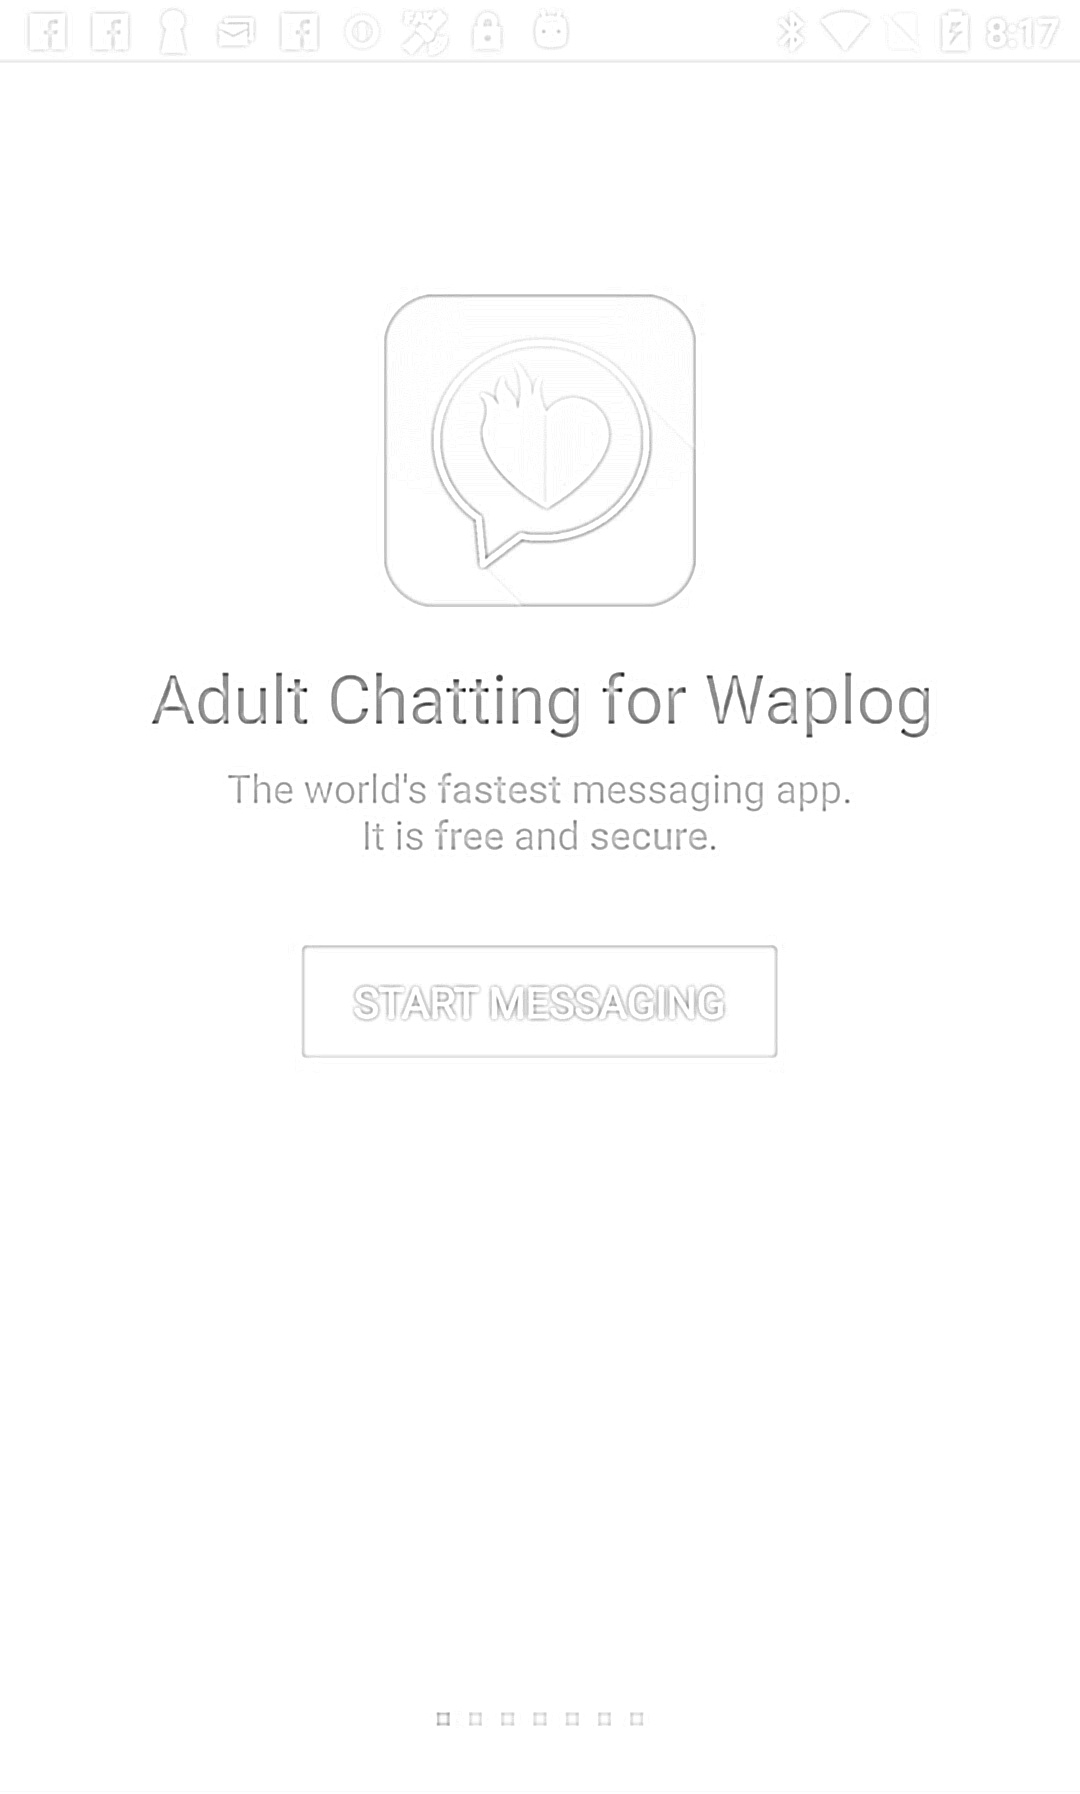 8:17
Adult Chatting for Waplog
The world's fastest messaging app.
It is free and secure.
START MESSAGING